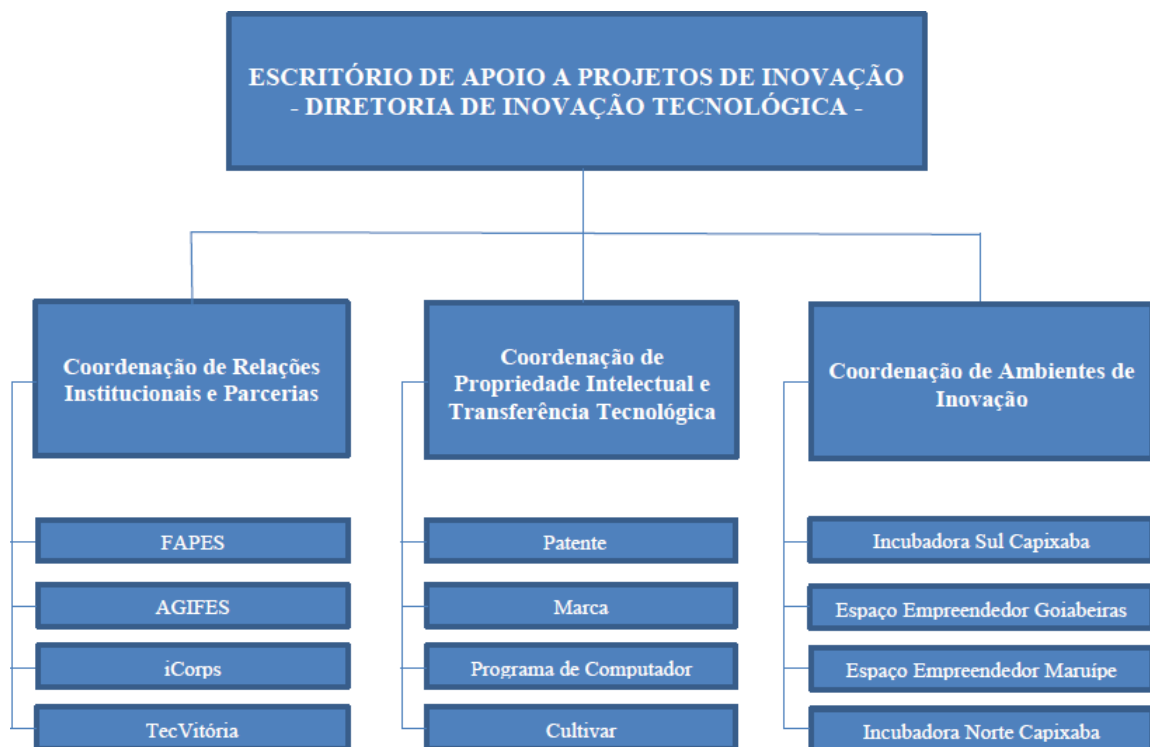 ESCRITÓRIO DE APOIO A PROJETOS DE INOVAÇÃO
- DIRETORIA DE INOVAÇÃO TECNOLÓGICA -
Coordenação de Relações
Institucionais e Parcerias
FAPES
AGIFES
iCorps
TecVitória
Coordenação de
Propriedade Intelectual e
Transferência Tecnológica
Patente
Marca
Programa de Computador
Cultivar
Coordenação de Ambientes de
Inovação
Incubadora Sul Capixaba
Espaço Empreendedor Goiabeiras
Espaço Empreendedor Maruípe
Incubadora Norte Capixaba